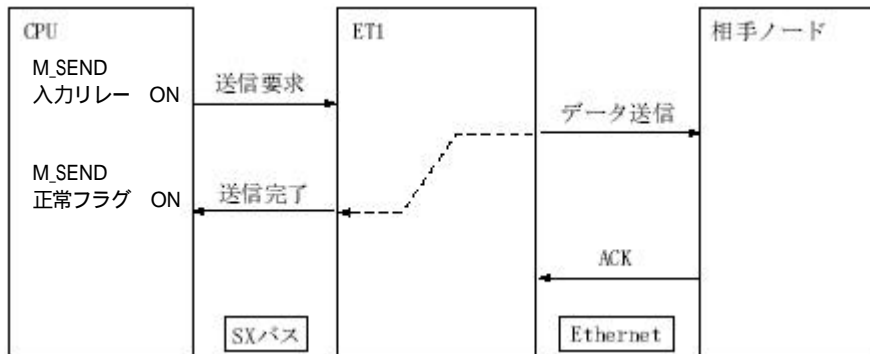 CPU
ET1
相手ノード
M_SEND
入力リレー ON
送信要求
データ送信
M_SEND
正常フラグ ON
送信完了
ACK
SXバス
Ethernet